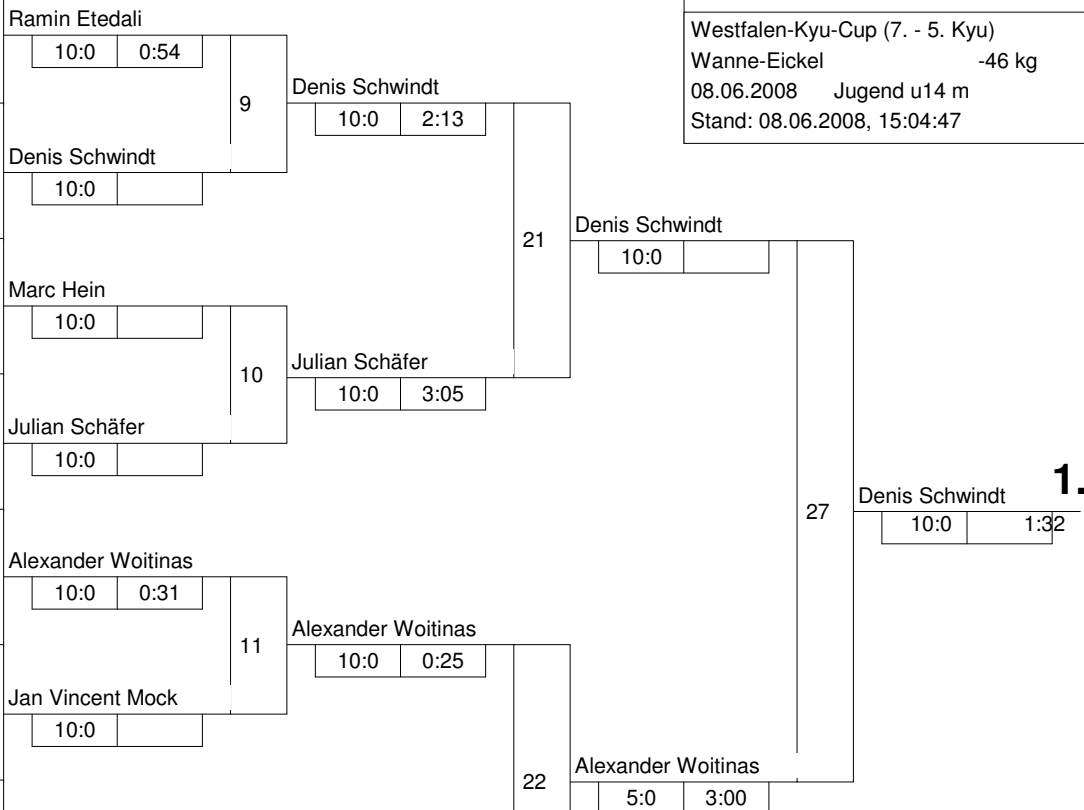 Ramin Etedali
10:0 0:54
Westfalen-Kyu-Cup (7. - 5. Kyu)
Wanne-Eickel -46 kg
08.06.2008 Jugend u14 m
Stand: 08.06.2008, 15:04:47
9
Denis Schwindt
10:0 2:13
Denis Schwindt
10:0
21
Denis Schwindt
10:0
Marc Hein
10:0
10
Julian Schäfer
10:0 3:05
Julian Schäfer
10:0
27
Denis Schwindt 1.
10:0 1:32
Alexander Woitinas
10:0 0:31
11
Alexander Woitinas
10:0 0:25
Jan Vincent Mock
10:0
22
Alexander Woitinas
5:0 3:00